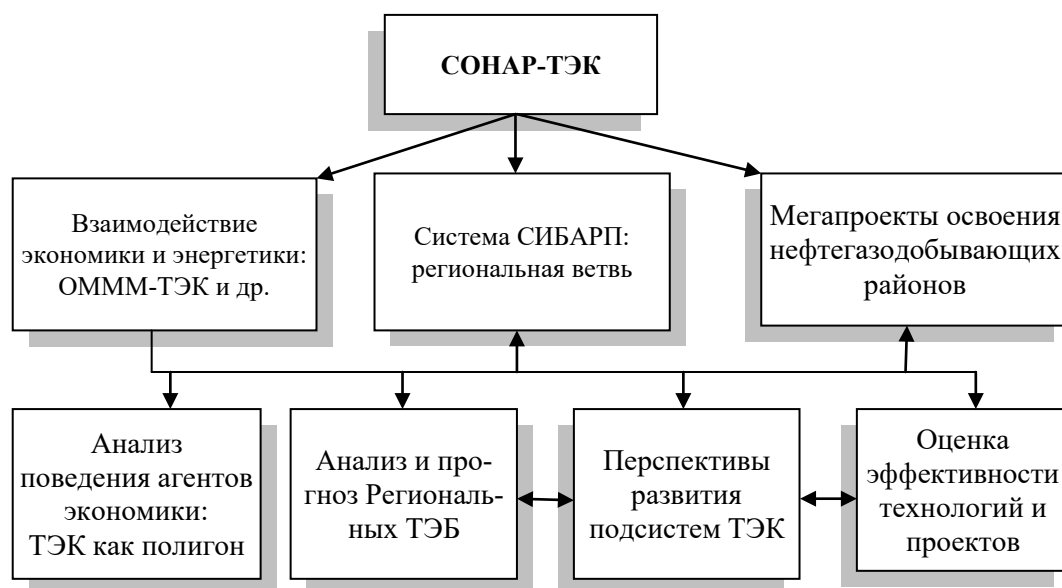 СОНАР-ТЭК
Взаимодействие
экономики и энергетики:
ОМММ-ТЭК и др.
Система СИБАРП:
региональная ветвь
Мегапроекты освоения
нефтегазодобывающих
районов
Анализ
поведения агентов
экономики:
ТЭК как полигон
Анализ и про-
гноз Региональ-
ных ТЭБ
Перспективы
развития
подсистем ТЭК
Оценка
эффективности
технологий и
проектов